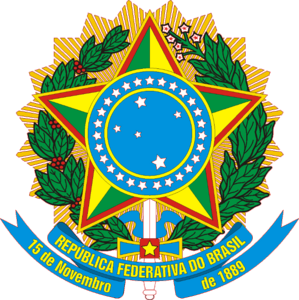 REPÚBLICA FEDERATIVA DO BRASIL
15 de Novembro
de 1889